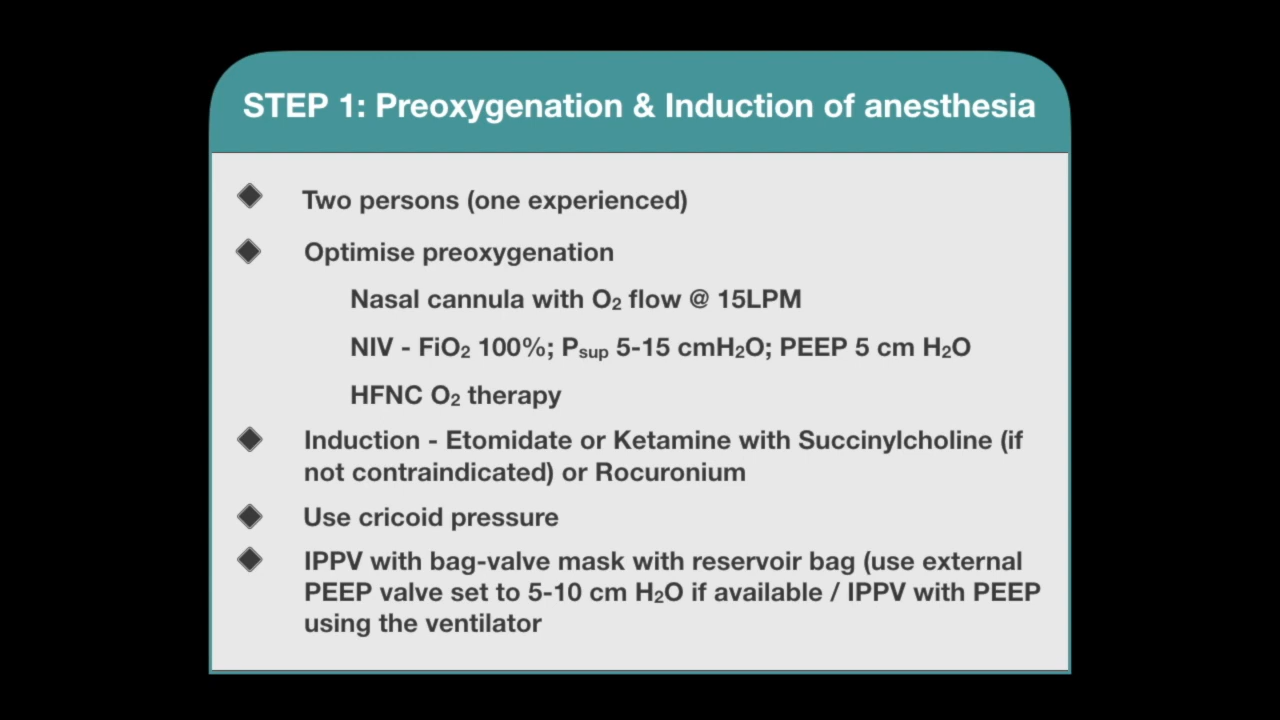 STEP 1: Preoxygenation & Induction of anesthesia
Two persons (one experienced)
Optimise preoxygenation
Nasal cannula with O₂ flow @ 15LPM
NIV - FiO₂ 100%; Psup 5-15 cmH₂O; PEEP 5 cm H₂O
HFNC O₂ therapy
Induction - Etomidate or Ketamine with Succinylcholine (if
not contraindicated) or Rocuronium
Use cricoid pressure
IPPV with bag-valve mask with reservoir bag (use external
PEEP valve set to 5-10 cm H₂O if available / IPPV with PEEP
using the ventilator